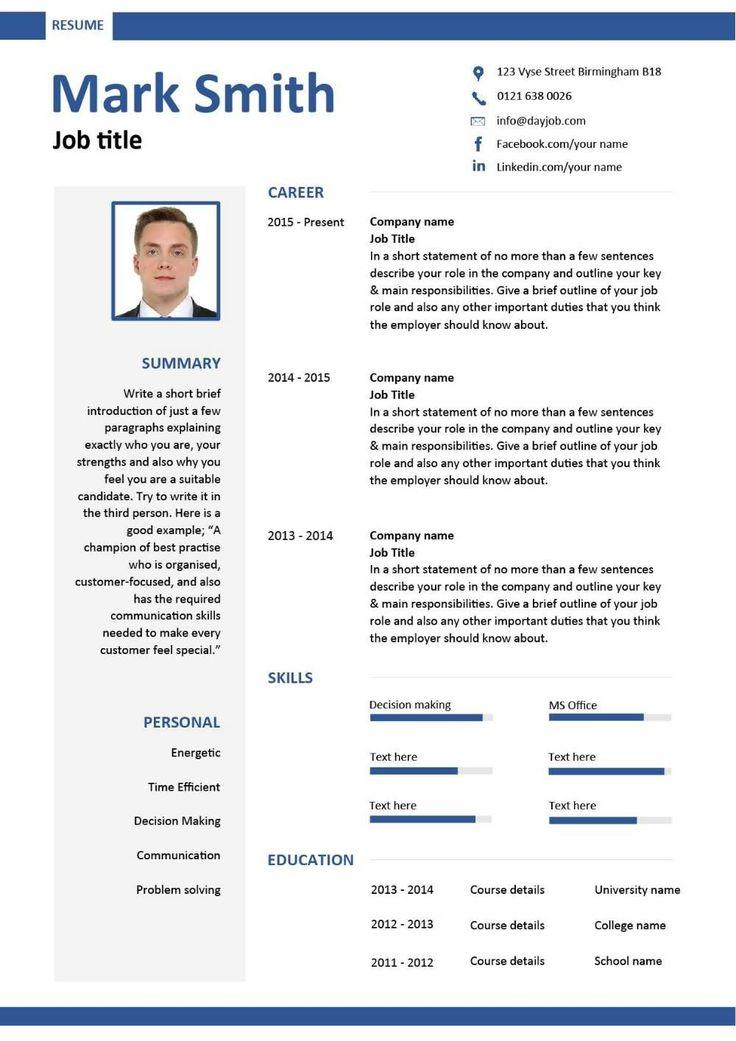 RESUME
Mark Smith
Job title
123 Vyse Street Birmingham B18
0121 638 0026
info@dayjob.com
Facebook.com/your name
Linkedin.com/your name
SUMMARY
Write a short brief
introduction of just a few
paragraphs explaining
exactly who you are, your
strengths and also why you
feel you are a suitable
candidate. Try to write it in
the third person. Here is a
good example; “A
champion of best practise
who is organised,
customer-focused, and also
has the required
communication skills
needed to make every
customer feel special.”
PERSONAL
Energetic
Time Efficient
Decision Making
Communication
Problem solving
CAREER
2015 - Present
Company name
Job Title
In a short statement of no more than a few sentences
describe your role in the company and outline your key
& main responsibilities. Give a brief outline of your job
role and also any other important duties that you think
the employer should know about.
2014 - 2015
Company name
Job Title
In a short statement of no more than a few sentences
describe your role in the company and outline your key
& main responsibilities. Give a brief outline of your job
role and also any other important duties that you think
the employer should know about.
2013 - 2014
Company name
Job Title
In a short statement of no more than a few sentences
describe your role in the company and outline your key
& main responsibilities. Give a brief outline of your job
role and also any other important duties that you think
the employer should know about.
SKILLS
Decision making
MS Office
Text here
Text here
Text here
Text here
EDUCATION
2013 - 2014 Course details University name
2012 - 2013 Course details College name
2011 - 2012 Course details School name